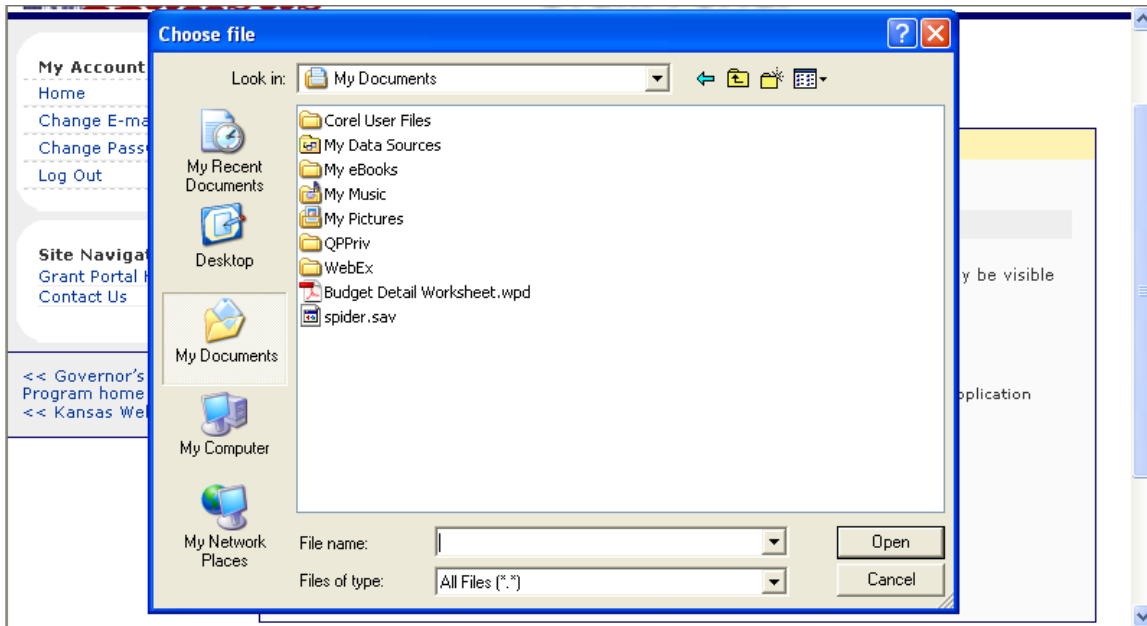 Choose file
My Account
Home
Change E-ma
Change Passw
Log Out
Site Navigat
Grant Portal H
Contact Us
<< Governor's
Program home
<< Kansas Wel
Look in:
My Documents
My Recent
Documents
Desktop
My Documents
My Computer
My Network
Places
Corel User Files
My Data Sources
My eBooks
My Music
My Pictures
QPPriv
WebEx
Budget Detail Worksheet.wpd
spider.sav
File name:
Open
Files of type:
All Files (*.*)
Cancel
y be visible
pplication